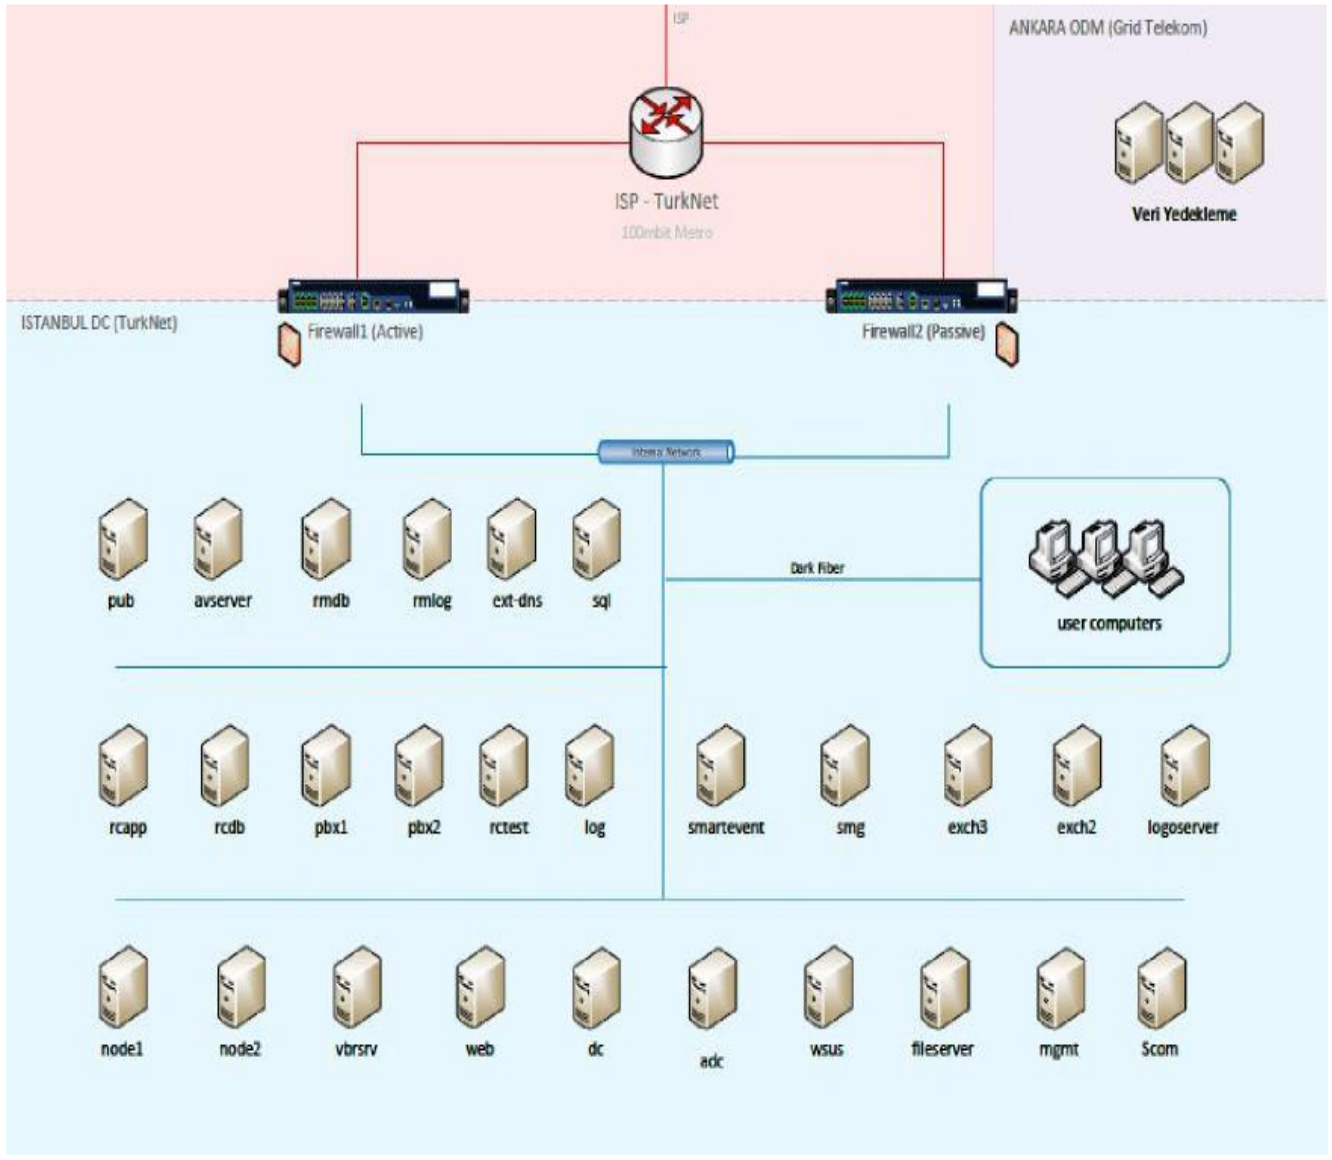 ISP
ANKARA ODM (Grid Telekom)
ISP - TurkNet
100mbit Metro
Veri Yedekleme
ISTANBUL DC (TurkNet)
Firewall1 (Active)
Firewall2 (Passive)
Internal Network
Dark Fiber
user computers
pub
avserver
rmdb
rmlog
ext-dns
sql
rcapp
rcdb
pbx1
pbx2
rctest
log
smartevent
smg
exch3
exch2
logoserver
node1
node2
vbrsrv
web
dc
adc
wsus
fileserver
mgmt
Scom